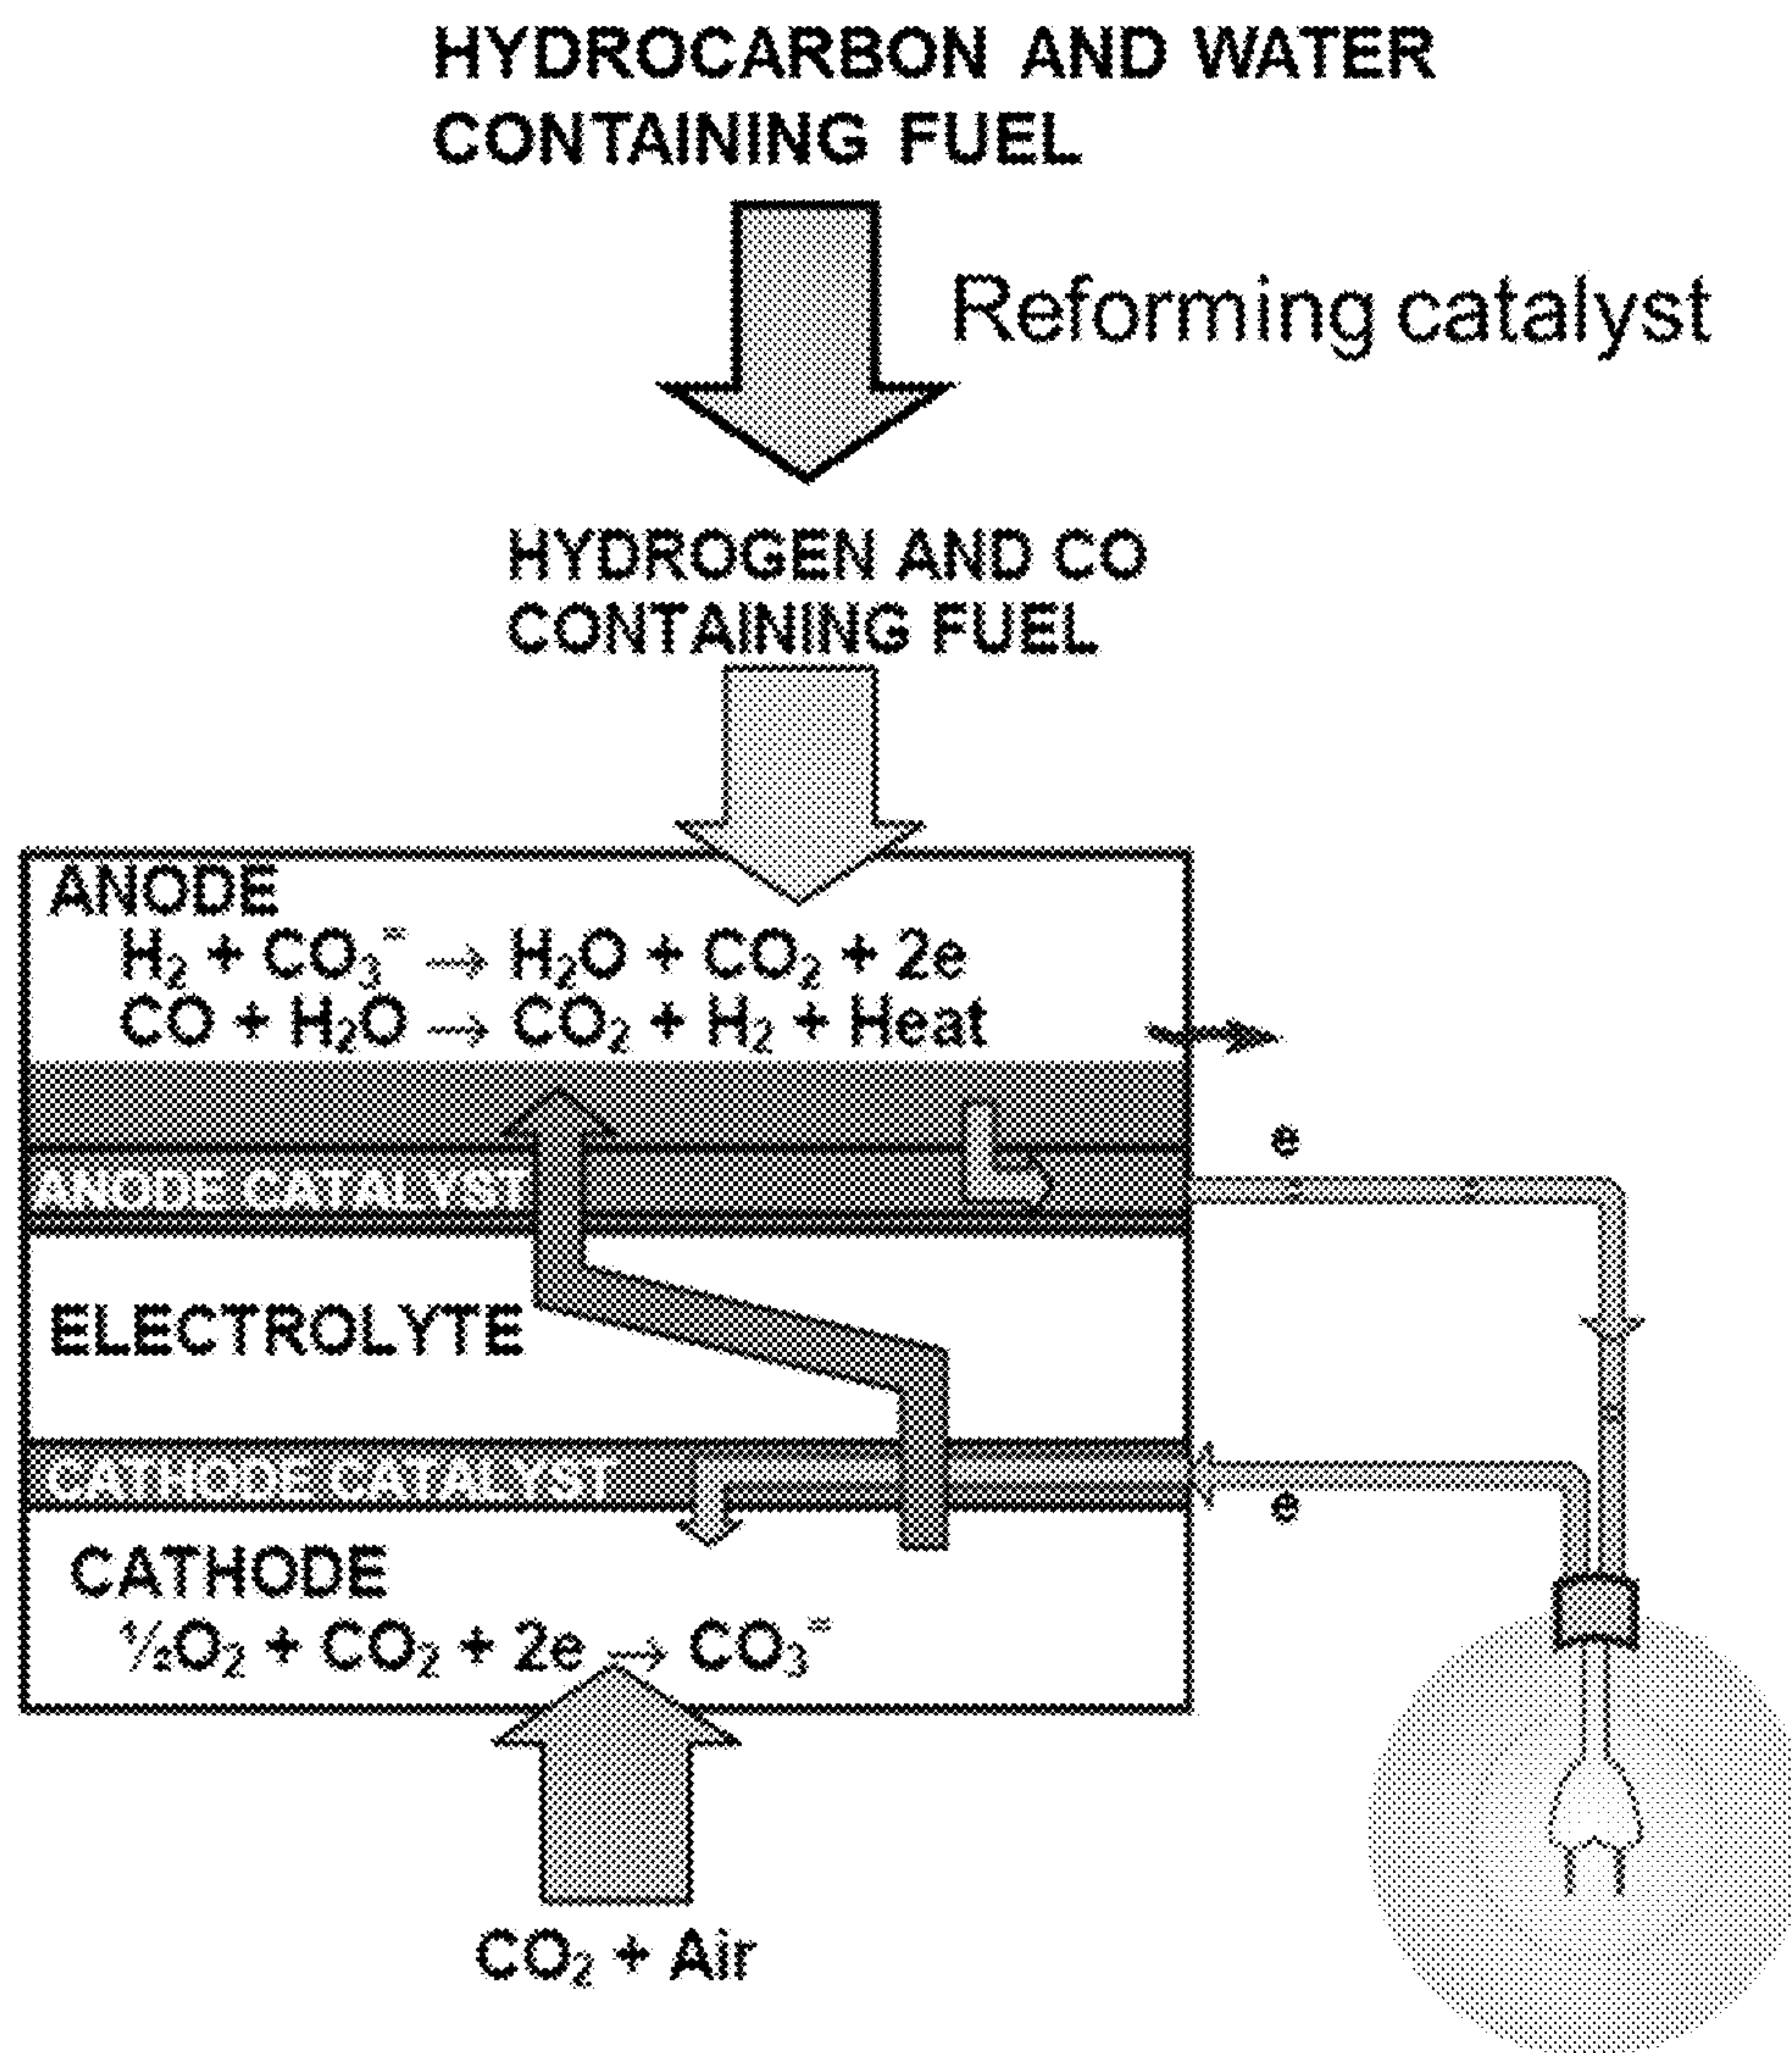 HYDROCARBON AND WATER
CONTAINING FUEL
Reforming catalyst
HYDROGEN AND CO
CONTAINING FUEL
ANODE
H₂ + CO₃⁼ → H₂O + CO₂ + 2e
CO + H₂O → CO₂ + H₂ + Heat
e
ANODE CATALYST
ELECTROLYTE
CATHODE CATALYST
e
CATHODE
½O₂ + CO₂ + 2e → CO₃⁼
CO₂ + Air